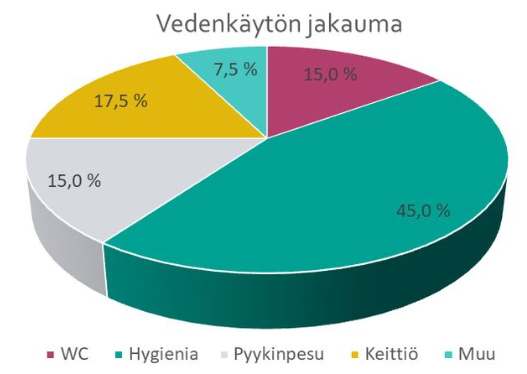 Vedenkäytön jakauma
7,5 %
15,0 %
17,5 %
15,0 %
45,0 %
WC Hygienia Pyykinpesu Keittiö Muu